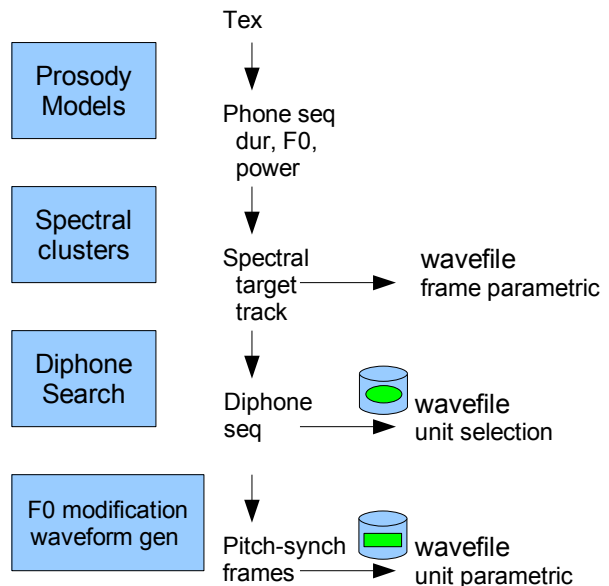 Tex
Prosody
Models
Phone seq
dur, F0,
power
Spectral
clusters
Spectral
target
track
wavefile
frame parametric
Diphone
Search
Diphone
seq
wavefile
unit selection
F0 modification
waveform gen
Pitch-synch
frames
wavefile
unit parametric